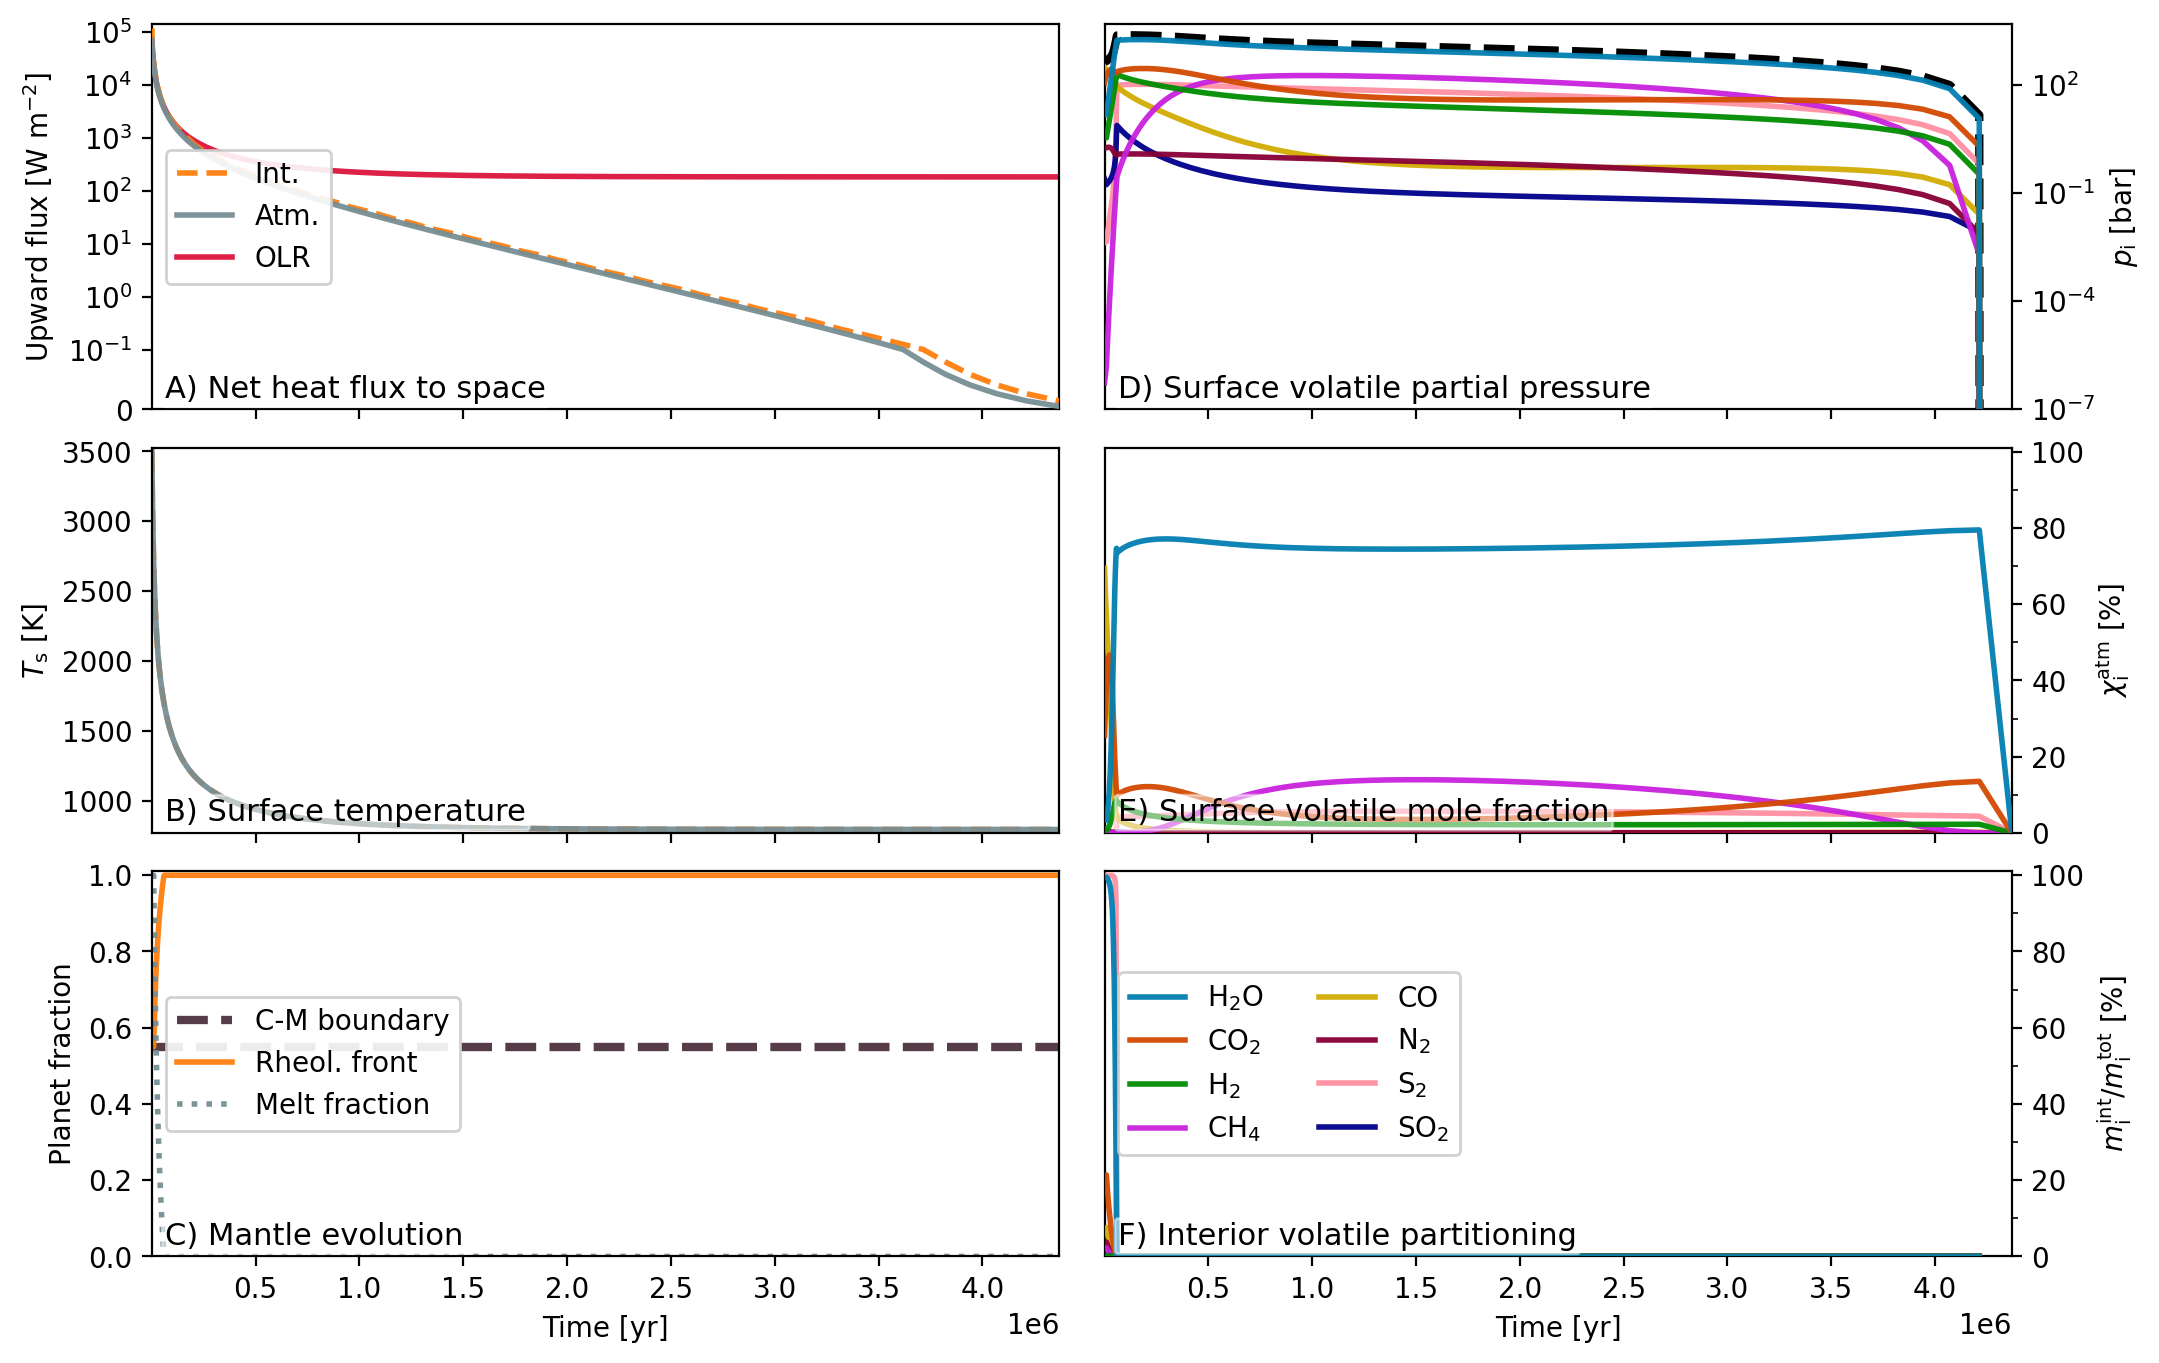 10⁵
10⁴
10³
10²
10¹
10⁰
10⁻¹
0
Upward flux [W m⁻²]
Int.
Atm.
OLR
A) Net heat flux to space
10²
10⁻¹
10⁻⁴
10⁻⁷
pᵢ [bar]
D) Surface volatile partial pressure
3500
3000
2500
2000
1500
1000
Tₛ [K]
B) Surface temperature
100
80
60
40
20
0
χᵢᵃᵗᵐ [%]
E) Surface volatile mole fraction
1.0
0.8
0.6
0.4
0.2
0.0
Planet fraction
C-M boundary
Rheol. front
Melt fraction
C) Mantle evolution
0.5 1.0 1.5 2.0 2.5 3.0 3.5 4.0
1e6
Time [yr]
100
80
60
40
20
0
mᵢⁱⁿᵗ/mᵢᵗᵒᵗ [%]
H₂O
CO₂
H₂
CH₄
CO
N₂
S₂
SO₂
F) Interior volatile partitioning
0.5 1.0 1.5 2.0 2.5 3.0 3.5 4.0
1e6
Time [yr]